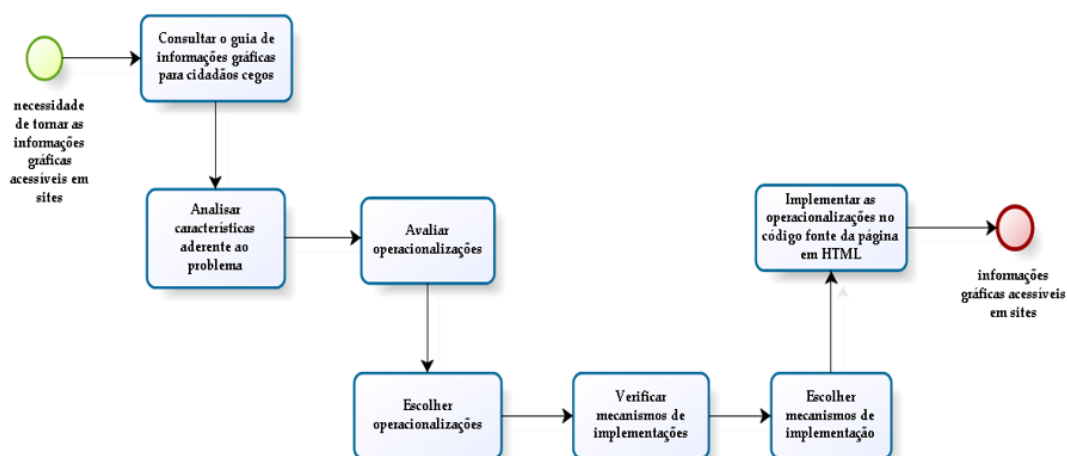 necessidade
de tornar as
informações
gráficas
acessíveis em
sites
Consultar o guia de
informações gráficas
para cidadãos cegos
Analisar
características
aderente ao
problema
Avaliar
operacionalizações
Escolher
operacionalizações
Verificar
mecanismos de
implementações
Escolher
mecanismos de
implementação
Implementar as
operacionalizações no
código fonte da página
em HTML
informações
gráficas acessíveis
em sites